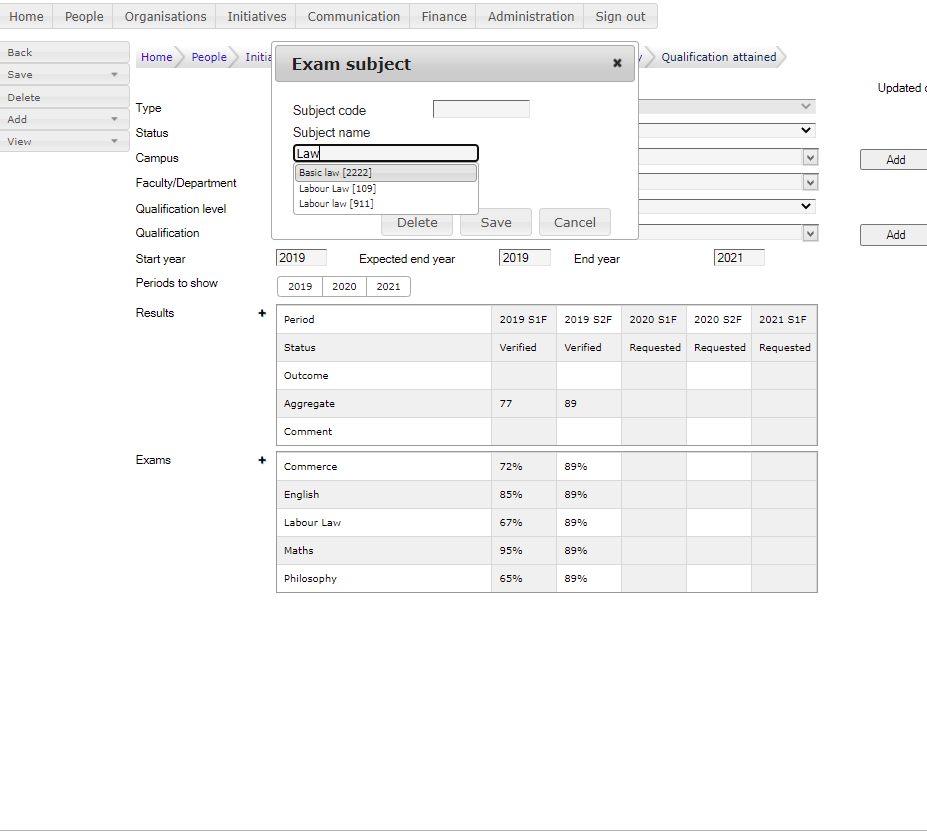 Home People Organisations Initiatives Communication Finance Administration Sign out
Back
Save
Delete
Add
View
Home People Qualification attained
Exam subject
Updated
Type
Status
Campus
Faculty/Department
Qualification level
Qualification
Subject code
Subject name
Law
Basic law [2222]
Labour Law [109]
Labour law [911]
Delete Save Cancel
Add
Add
Start year 2019 Expected end year 2019 End year 2021
Periods to show 2019 2020 2021
Results +
Period 2019 S1F 2019 S2F 2020 S1F 2020 S2F 2021 S1F
Status Verified Verified Requested Requested Requested
Outcome
Aggregate 77 89
Comment
Exams +
Commerce 72% 89%
English 85% 89%
Labour Law 67% 89%
Maths 95% 89%
Philosophy 65% 89%